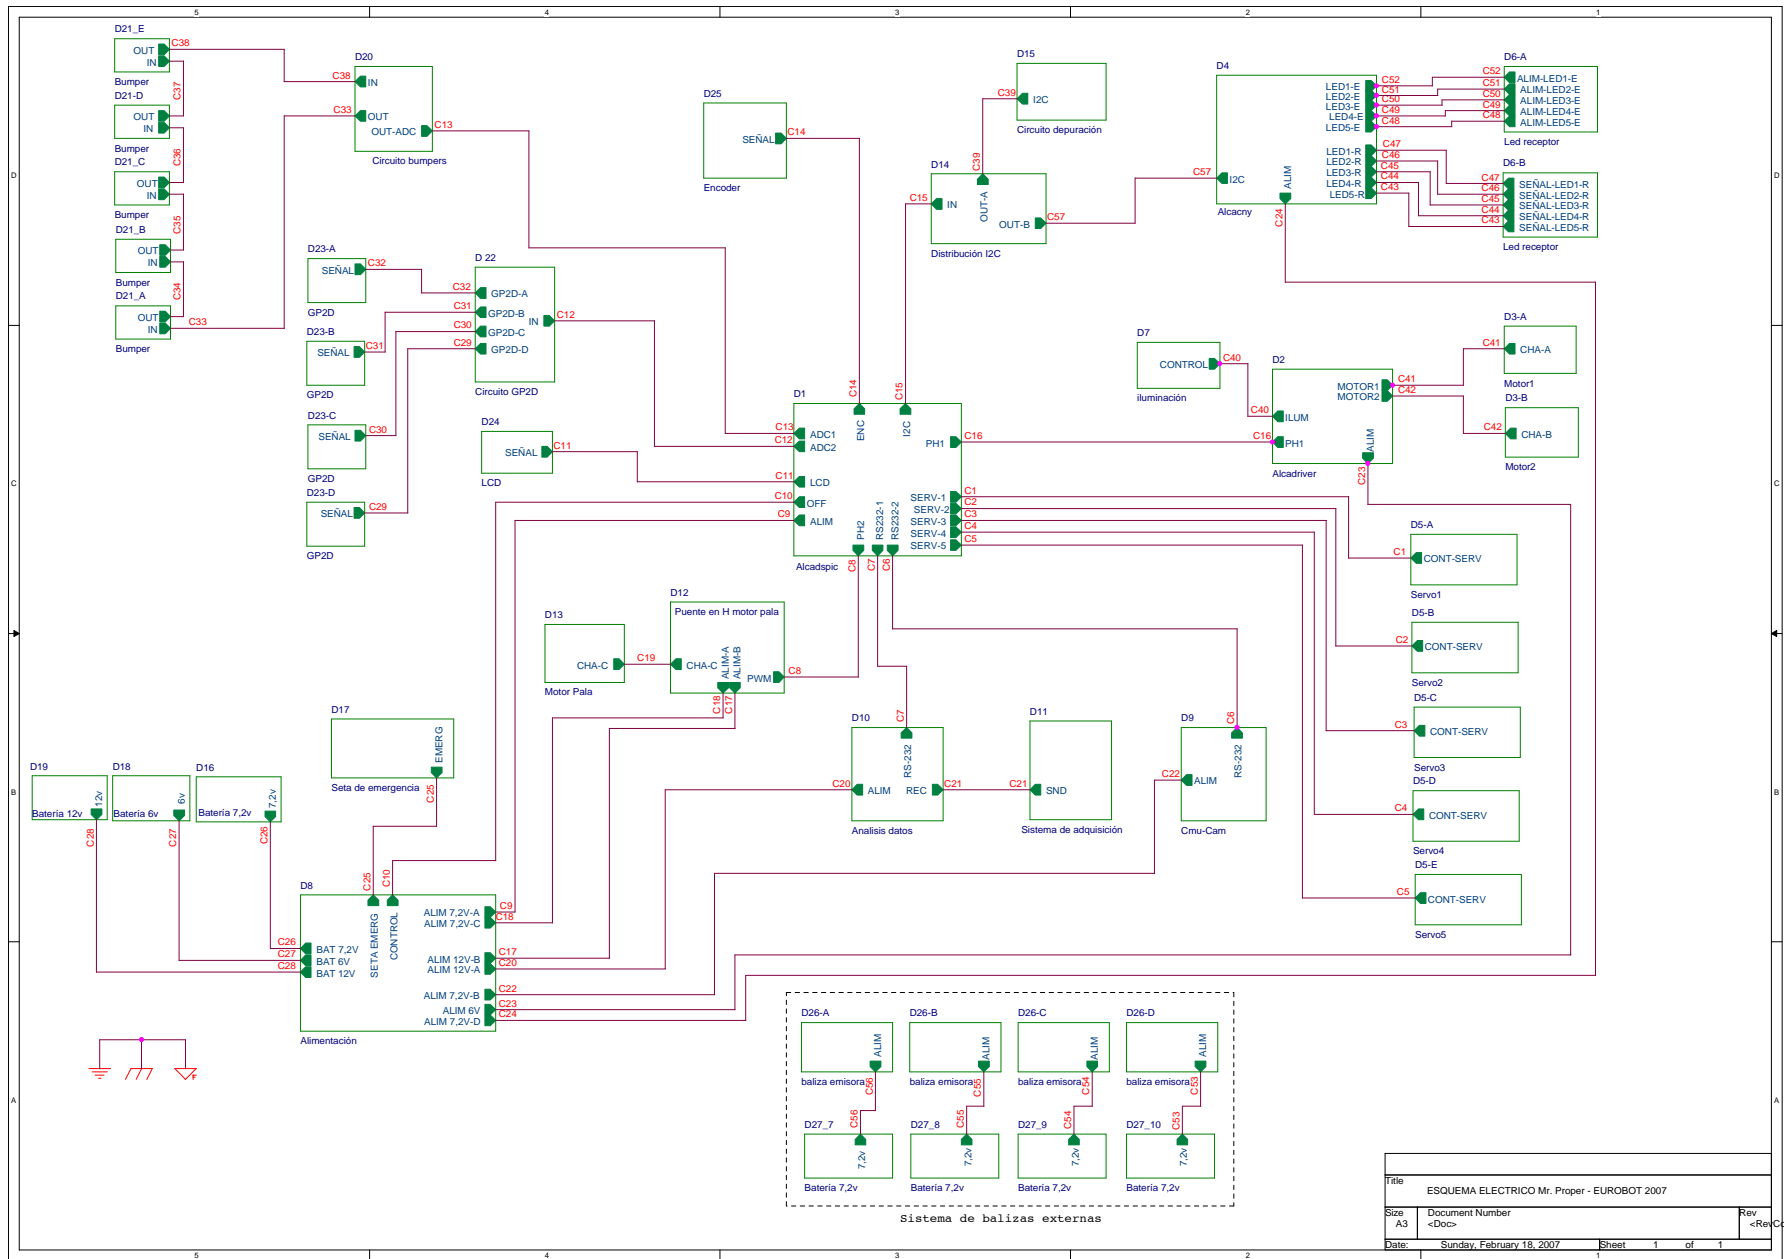 5 4 3 2 1
D21_E
OUT
IN
C38
Bumper
C37
D21-D
OUT
IN
Bumper
C36
D21_C
OUT
IN
Bumper
C35
D21_B
OUT
IN
Bumper
C34
D21_A
OUT
IN
C33
Bumper
D20
C38
IN
C33
OUT
OUT-ADC
C13
Circuito bumpers
D25
SEÑAL
C14
Encoder
D15
C39
I2C
Circuito depuración
C39
D14
C15
IN
OUT-A
OUT-B
C57
Distribución I2C
D4
C57
I2C
ALIM
C24
LED1-E
LED2-E
LED3-E
LED4-E
LED5-E
C52
C51
C50
C49
C48
LED1-R
LED2-R
LED3-R
LED4-R
LED5-R
C47
C46
C45
C44
C43
Alcacny
D6-A
C52
C51
C50
C49
C48
ALIM-LED1-E
ALIM-LED2-E
ALIM-LED3-E
ALIM-LED4-E
ALIM-LED5-E
Led receptor
D6-B
C47
C46
C45
C44
C43
SEÑAL-LED1-R
SEÑAL-LED2-R
SEÑAL-LED3-R
SEÑAL-LED4-R
SEÑAL-LED5-R
Led receptor
D D
D23-A
SEÑAL
C32
GP2D
D23-B
SEÑAL
C31
GP2D
D23-C
SEÑAL
C30
GP2D
D23-D
SEÑAL
C29
GP2D
D 22
C32
GP2D-A
C31
GP2D-B
C30
GP2D-C
C29
GP2D-D
IN
C12
Circuito GP2D
D24
SEÑAL
C11
LCD
D1
C14
ENC
C15
I2C
C13
ADC1
C12
ADC2
C11
LCD
C10
OFF
C9
ALIM
PH1
C16
SERV-1
SERV-2
SERV-3
SERV-4
SERV-5
C1
C2
C3
C4
C5
PH2
RS232-1
RS232-2
C8
C7
C6
Alcadspic
D7
CONTROL
C40
iluminación
D2
C40
ILUM
C16
PH1
MOTOR1
MOTOR2
C41
C42
ALIM
C23
Alcadriver
D3-A
C41
CHA-A
Motor1
D3-B
C42
CHA-B
Motor2
C C
D5-A
C1
CONT-SERV
Servo1
D5-B
C2
CONT-SERV
Servo2
D5-C
C3
CONT-SERV
Servo3
D5-D
C4
CONT-SERV
Servo4
D5-E
C5
CONT-SERV
Servo5
D13
CHA-C
C19
Motor Pala
D12
Puente en H motor pala
CHA-C
ALIM-A
ALIM-B
PWM
C8
C18
C17
D17
EMERG
Seta de emergencia
C25
D19
12v
Batería 12v
C28
D18
6v
Batería 6v
C27
D16
7,2v
Batería 7,2v
C26
D10
C7
RS-232
C20
ALIM
REC
C21
Analisis datos
D11
C21
SND
Sistema de adquisición
D9
C6
RS-232
C22
ALIM
Cmu-Cam
B B
D8
C25
C10
SETA EMERG
CONTROL
C26
C27
C28
BAT 7,2V
BAT 6V
BAT 12V
ALIM 7,2V-A
C9
ALIM 7,2V-C
C18
ALIM 12V-B
C17
ALIM 12V-A
C20
ALIM 7,2V-B
C22
ALIM 6V
C23
ALIM 7,2V-D
C24
Alimentación
F
A A
D26-A
ALIM
baliza emisora
C56
C56
D27_7
7,2v
Batería 7,2v
D26-B
ALIM
baliza emisora
C55
C55
D27_8
7,2v
Batería 7,2v
D26-C
ALIM
baliza emisora
C54
C54
D27_9
7,2v
Batería 7,2v
D26-D
ALIM
baliza emisora
C53
C53
D27_10
7,2v
Batería 7,2v
Sistema de balizas externas
Title
ESQUEMA ELECTRICO Mr. Proper - EUROBOT 2007
Size Document Number Rev
A3 <Doc>
Date: Sunday, February 18, 2007 Sheet 1 of 1
5 4 3 2 1